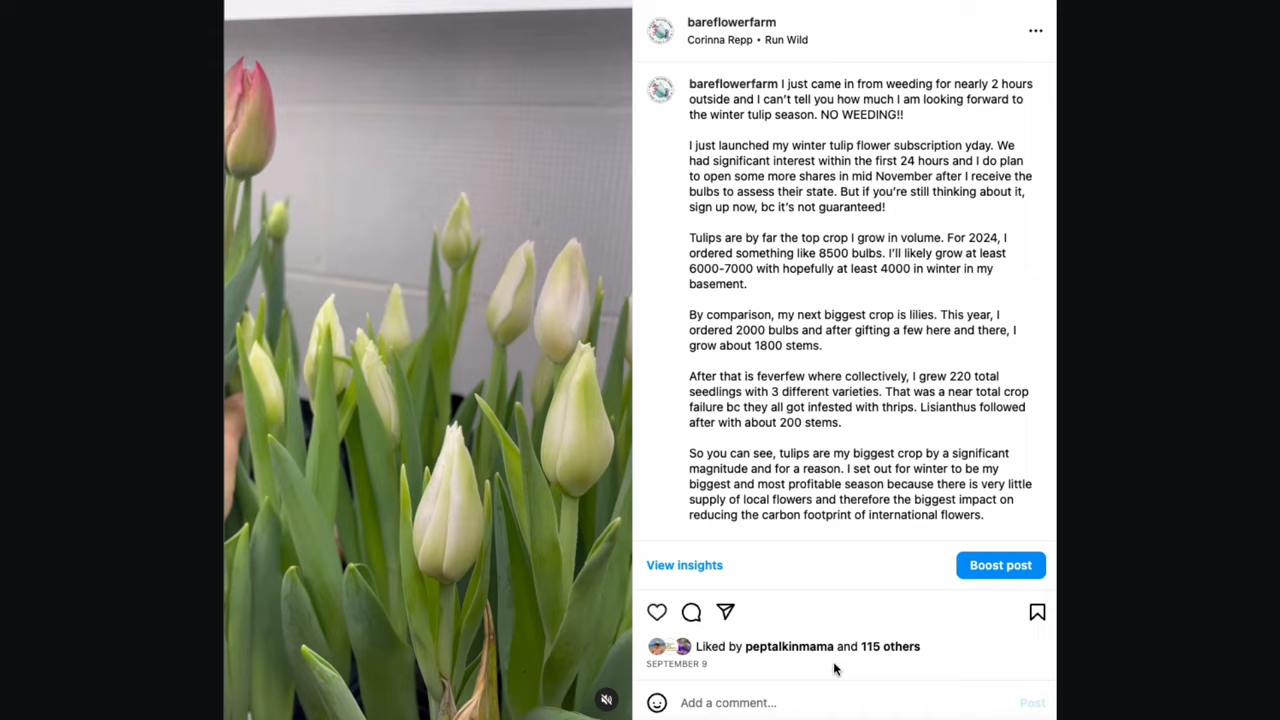 bareflowerfarm
Corinna Repp • Run Wild
bareflowerfarm I just came in from weeding for nearly 2 hours
outside and I can't tell you how much I am looking forward to
the winter tulip season. NO WEEDING!!
I just launched my winter tulip flower subscription yday. We
had significant interest within the first 24 hours and I do plan
to open some more shares in mid November after I receive the
bulbs to assess their state. But if you're still thinking about it,
sign up now, bc it's not guaranteed!
Tulips are by far the top crop I grow in volume. For 2024, I
ordered something like 8500 bulbs. I'll likely grow at least
6000-7000 with hopefully at least 4000 in winter in my
basement.
By comparison, my next biggest crop is lilies. This year, I
ordered 2000 bulbs and after gifting a few here and there, I
grow about 1800 stems.
After that is feverfew where collectively, I grew 220 total
seedlings with 3 different varieties. That was a near total crop
failure bc they all got infested with thrips. Lisianthus followed
after with about 200 stems.
So you can see, tulips are my biggest crop by a significant
magnitude and for a reason. I set out for winter to be my
biggest and most profitable season because there is very little
supply of local flowers and therefore the biggest impact on
reducing the carbon footprint of international flowers.
View insights
Boost post
Liked by peptalkinmama and 115 others
SEPTEMBER 9
Add a comment...
Post